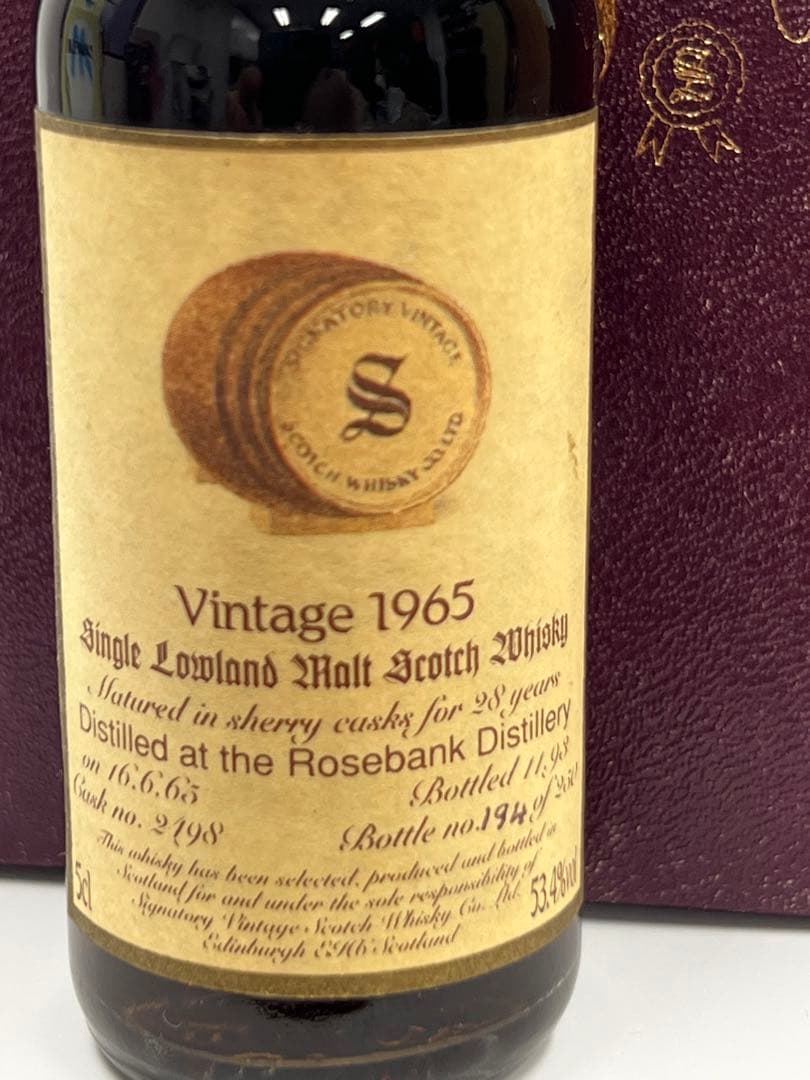 SIGNATORY VINTAGE
S
SCOTCH WHISKY CO LTD
Vintage 1965
Single Lowland Malt Scotch Whisky
Matured in sherry casks for 28 years
Distilled at the Rosebank Distillery
on 16.6.65 Bottled 11.93
Cask no. 2498 Bottle no. 194 of 250
This whisky has been selected, produced and bottled in
Scotland for and under the sole responsibility of
Signatory Vintage Scotch Whisky Co. Ltd.
Edinburgh EH6 Scotland
5cl 53.4%vol